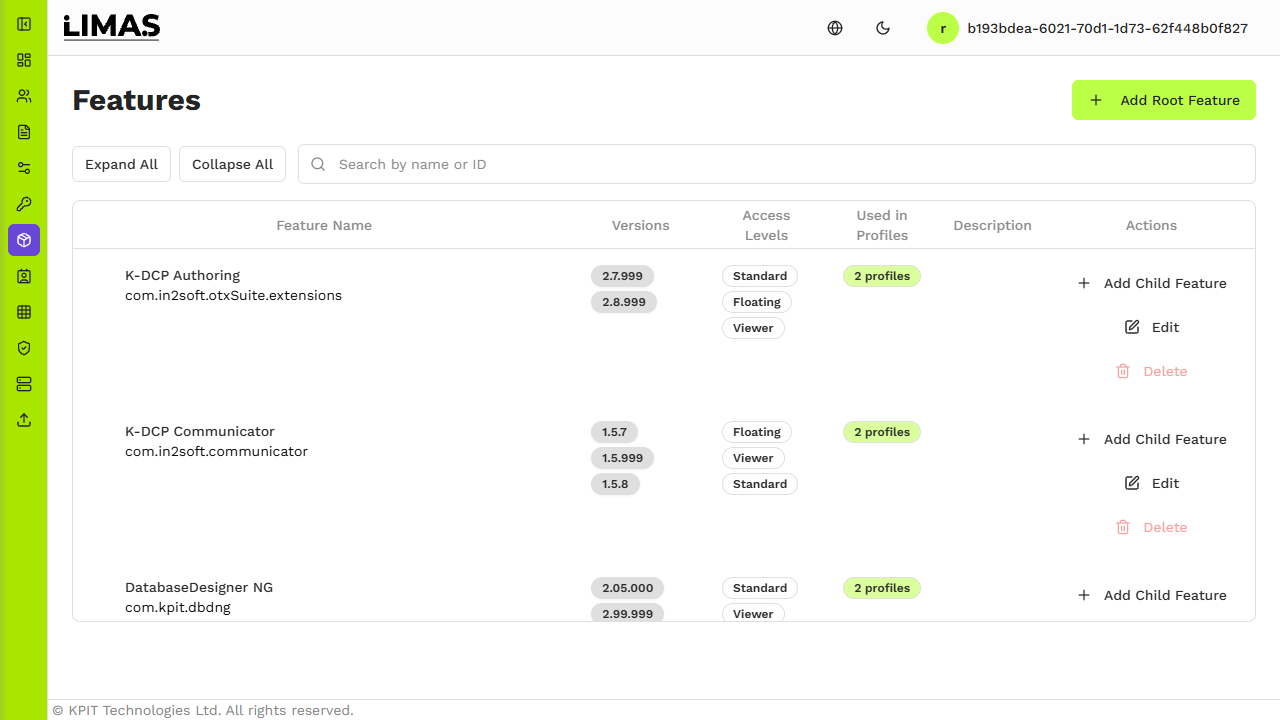 LIMAS
r
b193bdea-6021-70d1-1d73-62f448b0f827
Features
Add Root Feature
Expand All
Collapse All
Search by name or ID
Feature Name
Versions
Access
Levels
Used in
Profiles
Description
Actions
K-DCP Authoring
com.in2soft.otxSuite.extensions
2.7.999
2.8.999
Standard
Floating
Viewer
2 profiles
Add Child Feature
Edit
Delete
K-DCP Communicator
com.in2soft.communicator
1.5.7
1.5.999
1.5.8
Floating
Viewer
Standard
2 profiles
Add Child Feature
Edit
Delete
DatabaseDesigner NG
com.kpit.dbdng
2.05.000
2.99.999
Standard
Viewer
2 profiles
Add Child Feature
© KPIT Technologies Ltd. All rights reserved.